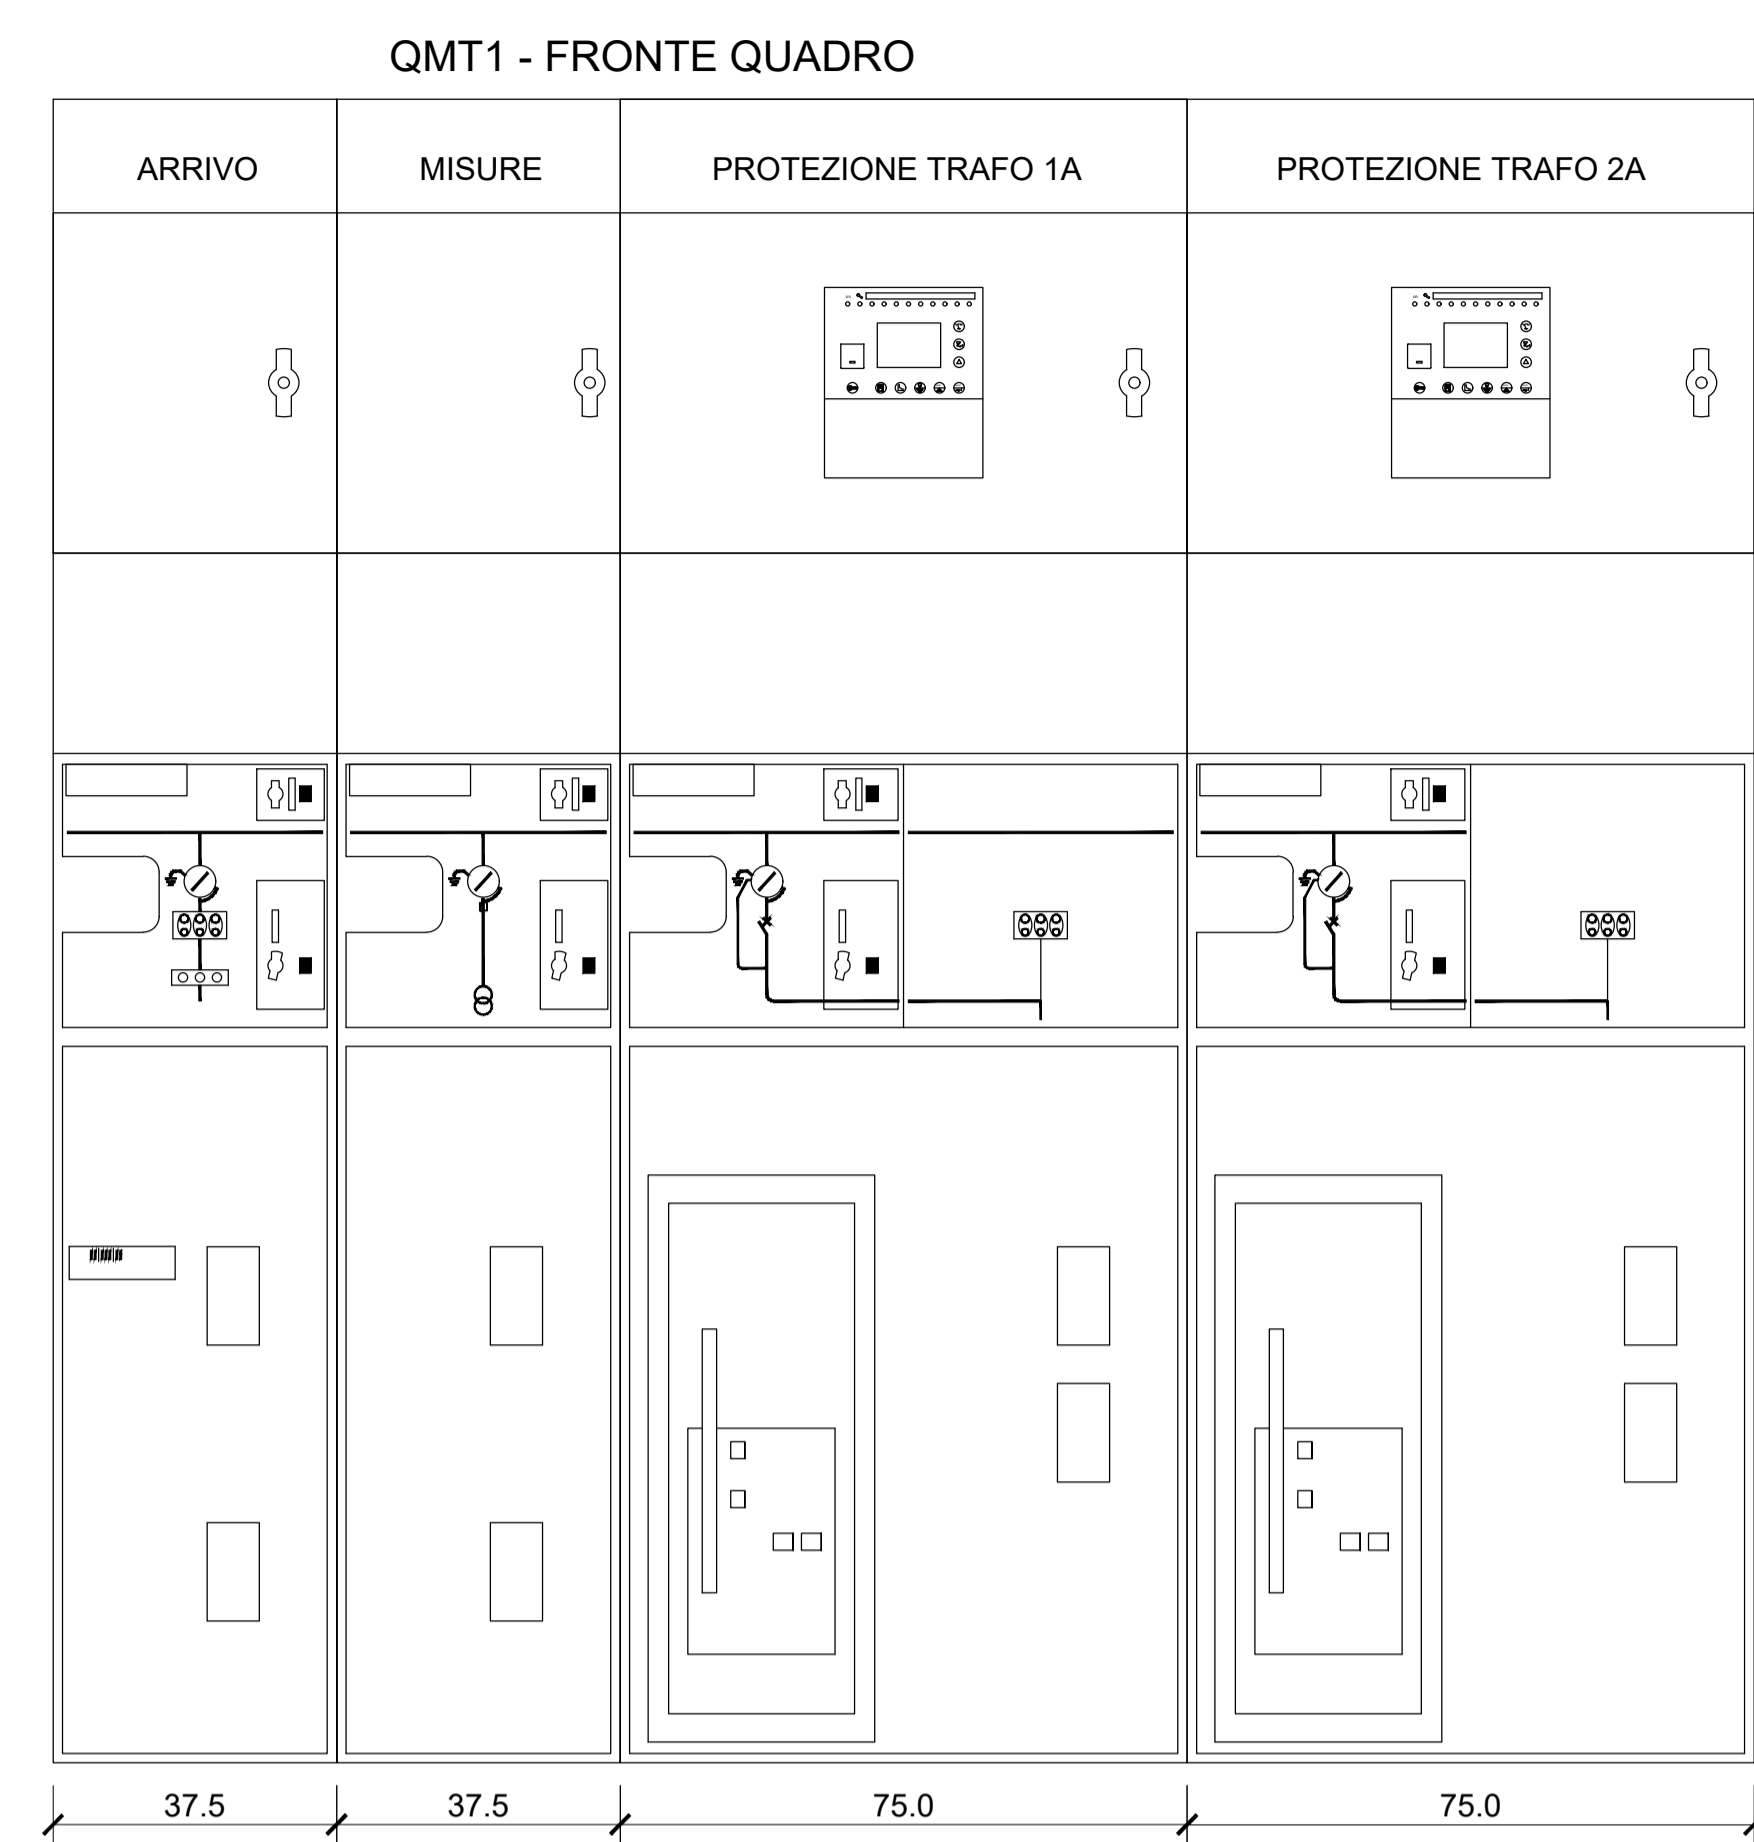 QMT1 - FRONTE QUADRO
ARRIVO
MISURE
PROTEZIONE TRAFO 1A
PROTEZIONE TRAFO 2A
37.5
37.5
75.0
75.0